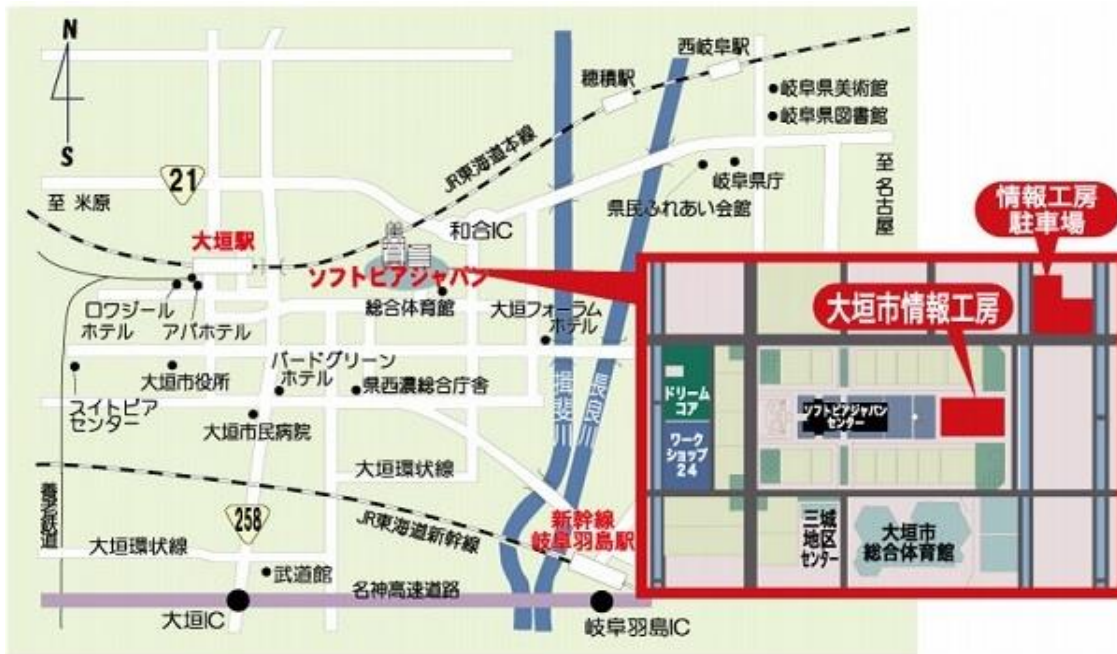 N
S
21
至 米原
大垣駅
JR東海道本線
穂積駅
西岐阜駅
岐阜県美術館
岐阜県図書館
岐阜県庁
県民ふれあい会館
至 名古屋
和合IC
ソフトピアジャパン
総合体育館
大垣フォーラム
ホテル
ロワジール
ホテル
アパホテル
大垣市役所
バードグリーン
ホテル
県西濃総合庁舎
スイトピア
センター
大垣市民病院
揖斐川
長良川
大垣環状線
養老鉄道
258
JR東海道新幹線
新幹線
岐阜羽島駅
大垣環状線
武道館
名神高速道路
大垣IC
岐阜羽島IC
情報工房
駐車場
大垣市情報工房
ドリーム
コア
ワーク
ショップ
24
ソフトピアジャパン
センター
三城
地区
センター
大垣市
総合体育館